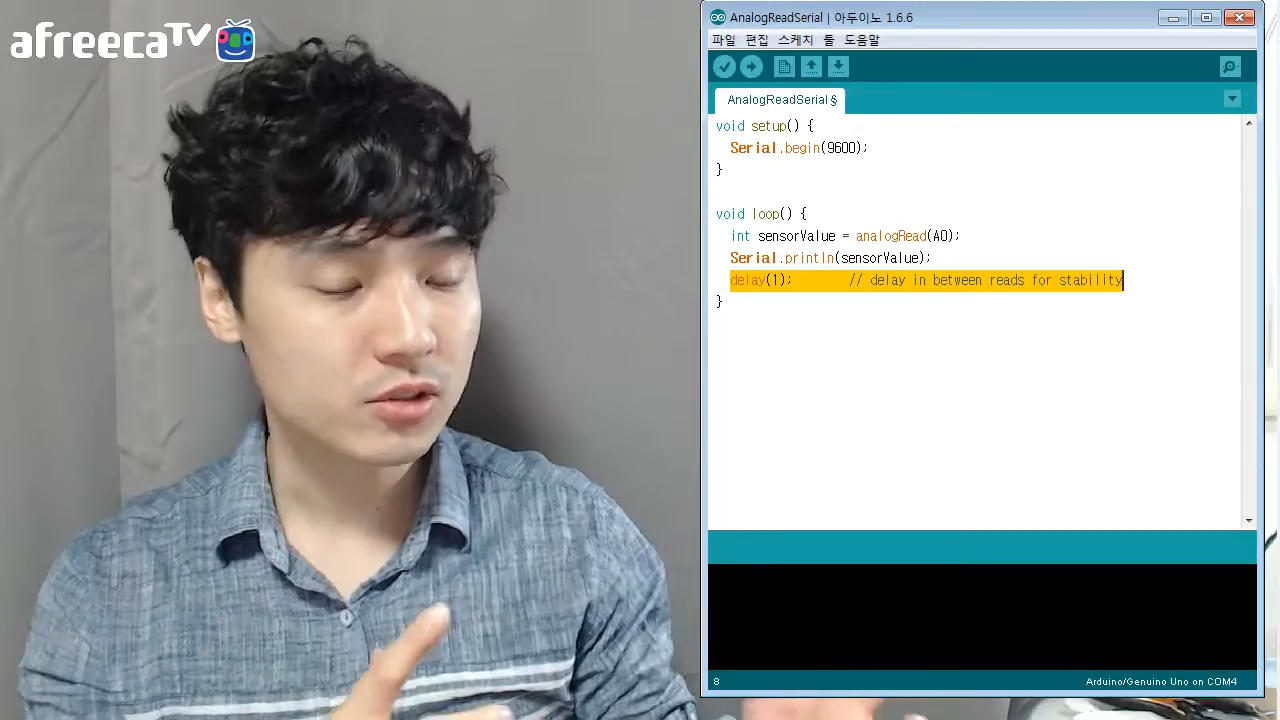 afreecaTV
AnalogReadSerial | 아두이노 1.6.6
파일 편집 스케치 툴 도움말
AnalogReadSerial §
void setup() {
  Serial.begin(9600);
}
void loop() {
  int sensorValue = analogRead(A0);
  Serial.println(sensorValue);
  delay(1);        // delay in between reads for stability
}
8
Arduino/Genuino Uno on COM4